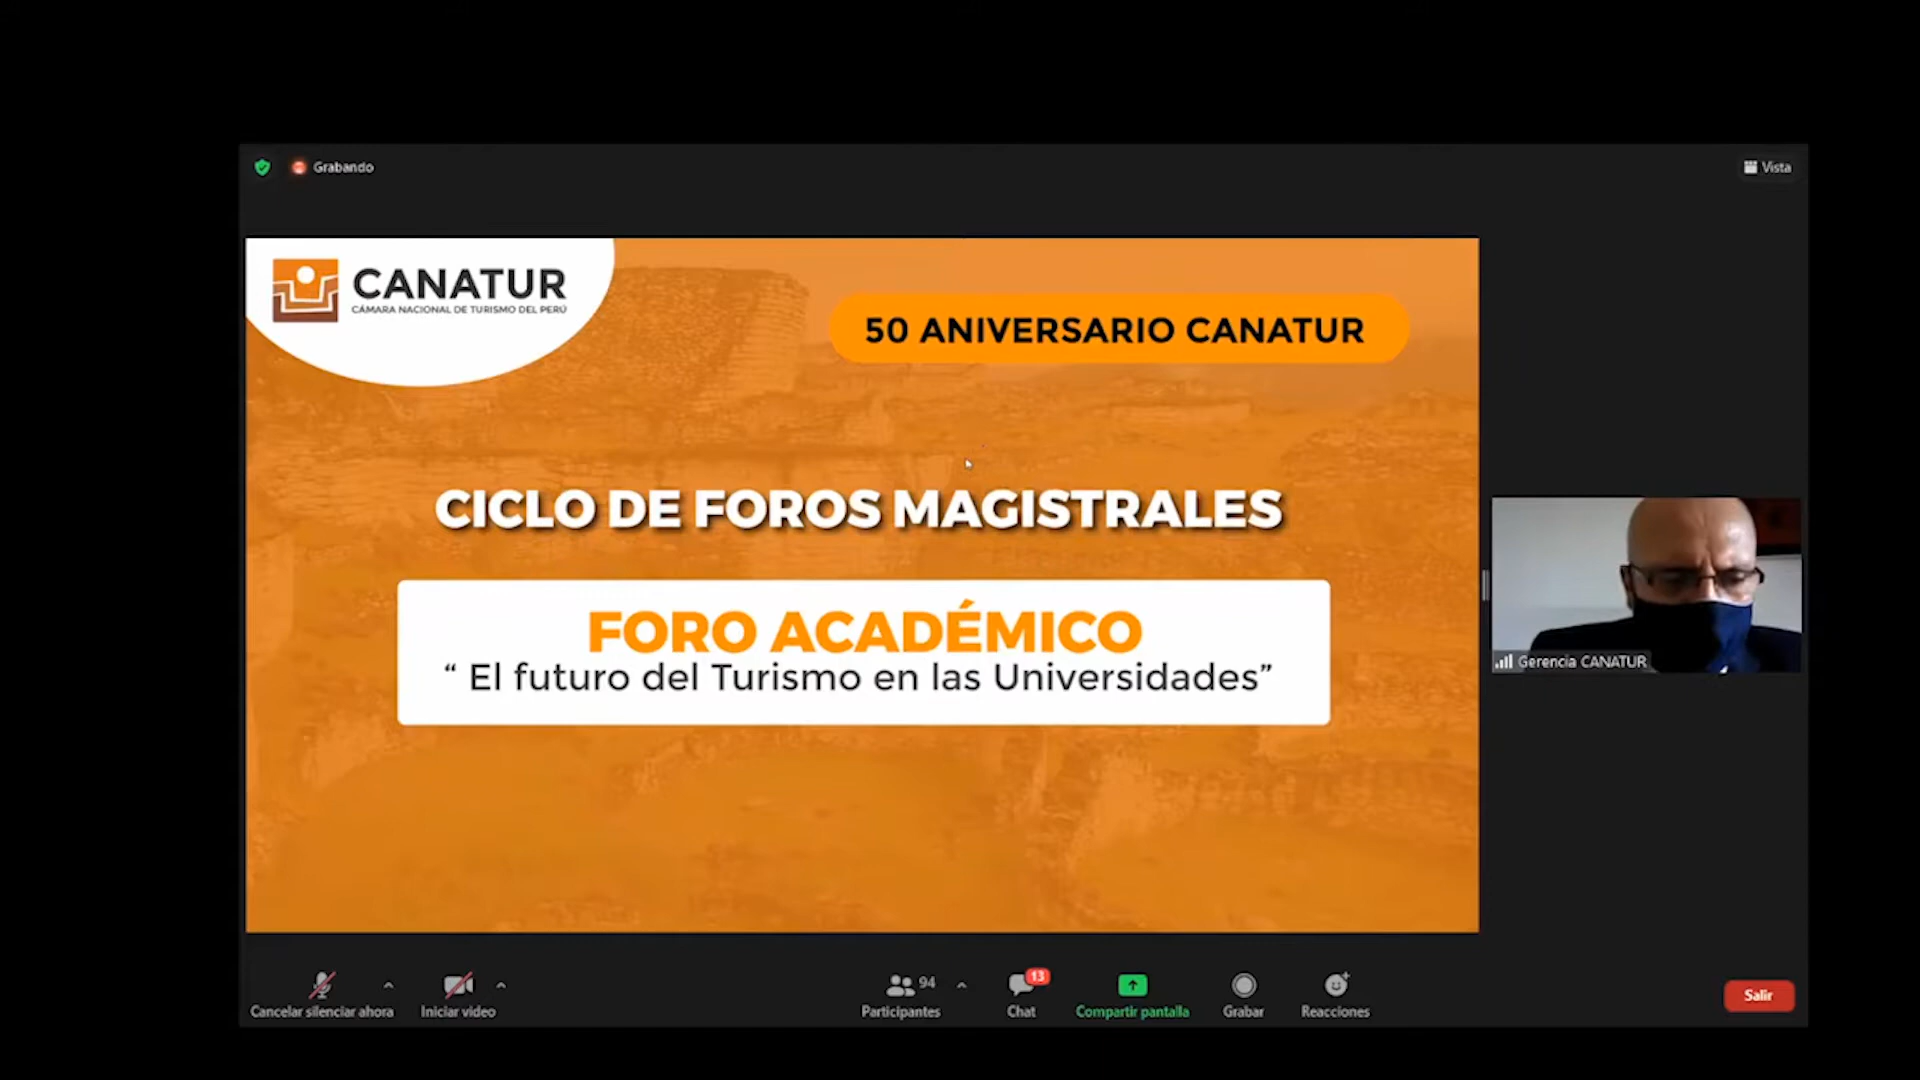 Grabando
Vista
CANATUR
CÁMARA NACIONAL DE TURISMO DEL PERÚ
50 ANIVERSARIO CANATUR
CICLO DE FOROS MAGISTRALES
FORO ACADÉMICO
“ El futuro del Turismo en las Universidades”
Gerencia CANATUR
94
13
Cancelar silenciar ahora
Iniciar video
Participantes
Chat
Compartir pantalla
Grabar
Reacciones
Salir